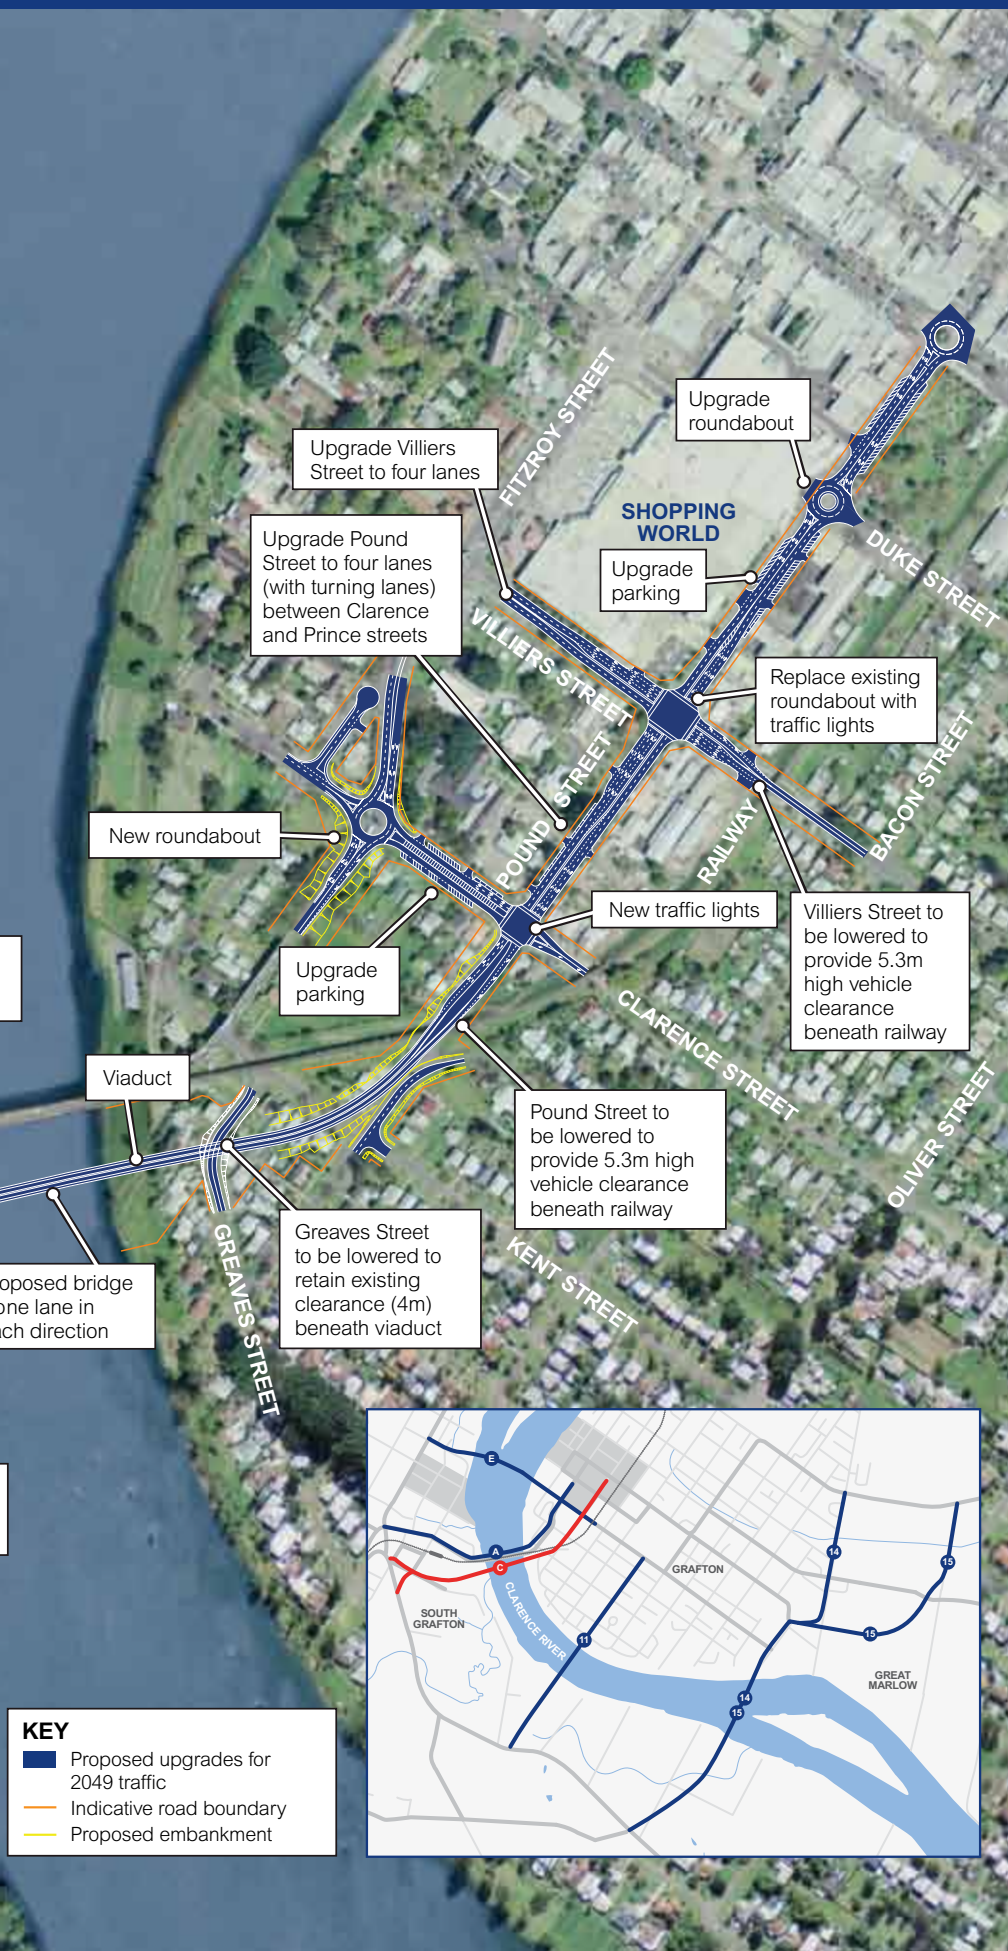 FITZROY STREET
Upgrade
roundabout
Upgrade Villiers
Street to four lanes
SHOPPING
WORLD
Upgrade Pound
Street to four lanes
(with turning lanes)
between Clarence
and Prince streets
Upgrade
parking
DUKE STREET
VILLIERS STREET
Replace existing
roundabout with
traffic lights
BACON STREET
POUND STREET
RAILWAY
New roundabout
New traffic lights
Villiers Street to
be lowered to
provide 5.3m
high vehicle
clearance
beneath railway
Upgrade
parking
CLARENCE STREET
Viaduct
Pound Street to
be lowered to
provide 5.3m high
vehicle clearance
beneath railway
OLIVER STREET
Greaves Street
to be lowered to
retain existing
clearance (4m)
beneath viaduct
GREAVES STREET
KENT STREET
oposed bridge
one lane in
ach direction
E
A
C
11
14
15
15
14
15
GRAFTON
SOUTH
GRAFTON
CLARENCE RIVER
GREAT
MARLOW
KEY
Proposed upgrades for
2049 traffic
Indicative road boundary
Proposed embankment